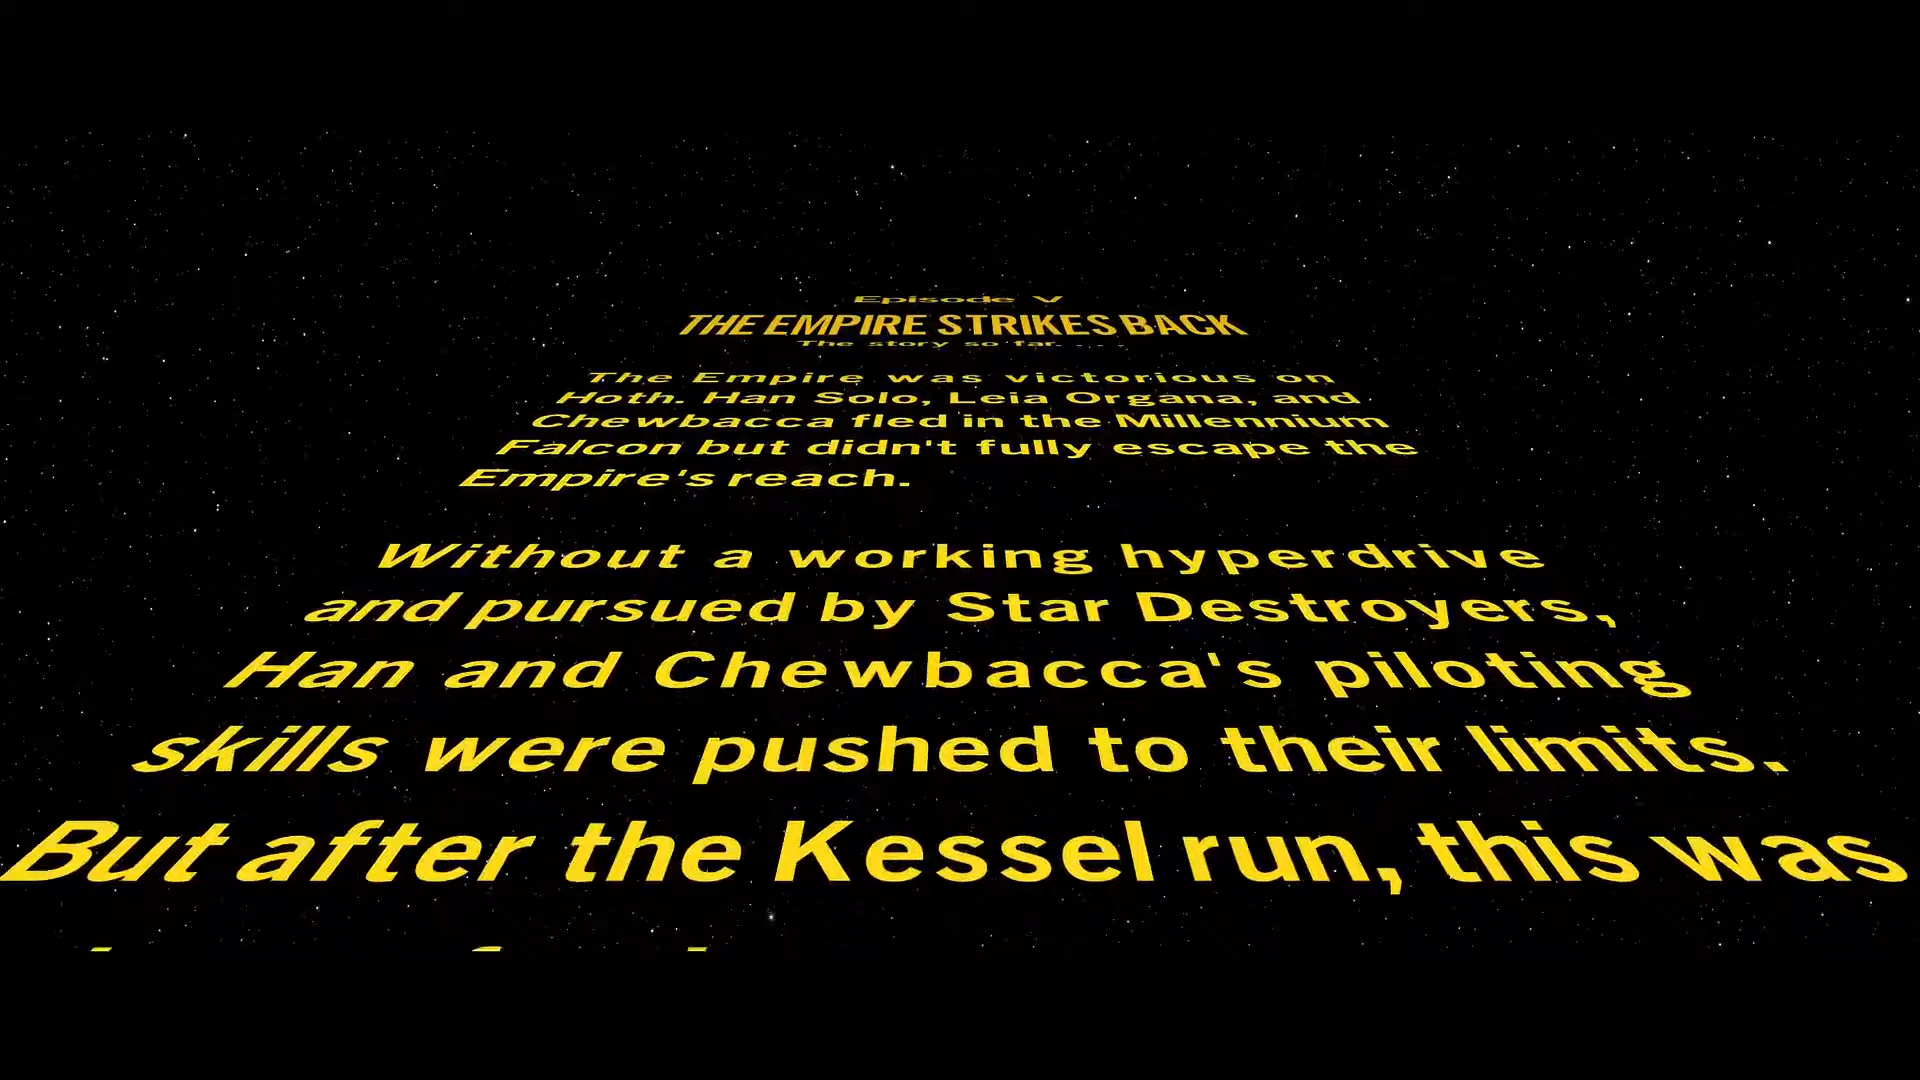 Episode V
THE EMPIRE STRIKES BACK
The story so far. . . .
The Empire was victorious on
Hoth. Han Solo, Leia Organa, and
Chewbacca fled in the Millennium
Falcon but didn't fully escape the
Empire's reach.
Without a working hyperdrive
and pursued by Star Destroyers,
Han and Chewbacca's piloting
skills were pushed to their limits.
But after the Kessel run, this was